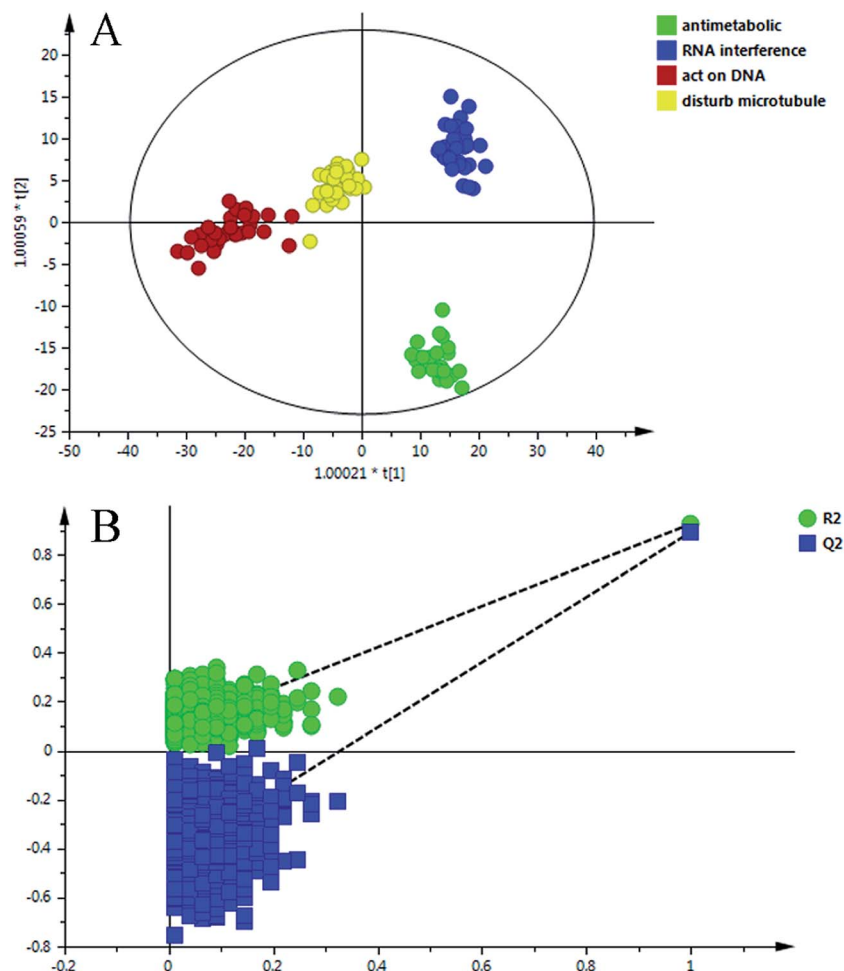 A
antimetabolic
RNA interference
act on DNA
disturb microtubule
20
15
10
5
0
-5
-10
-15
-20
-25
1.00059 * t[2]
-50 -40 -30 -20 -10 0 10 20 30 40
1.00021 * t[1]
B
R2
Q2
0.8
0.6
0.4
0.2
0
-0.2
-0.4
-0.6
-0.8
-0.2 0 0.2 0.4 0.6 0.8 1